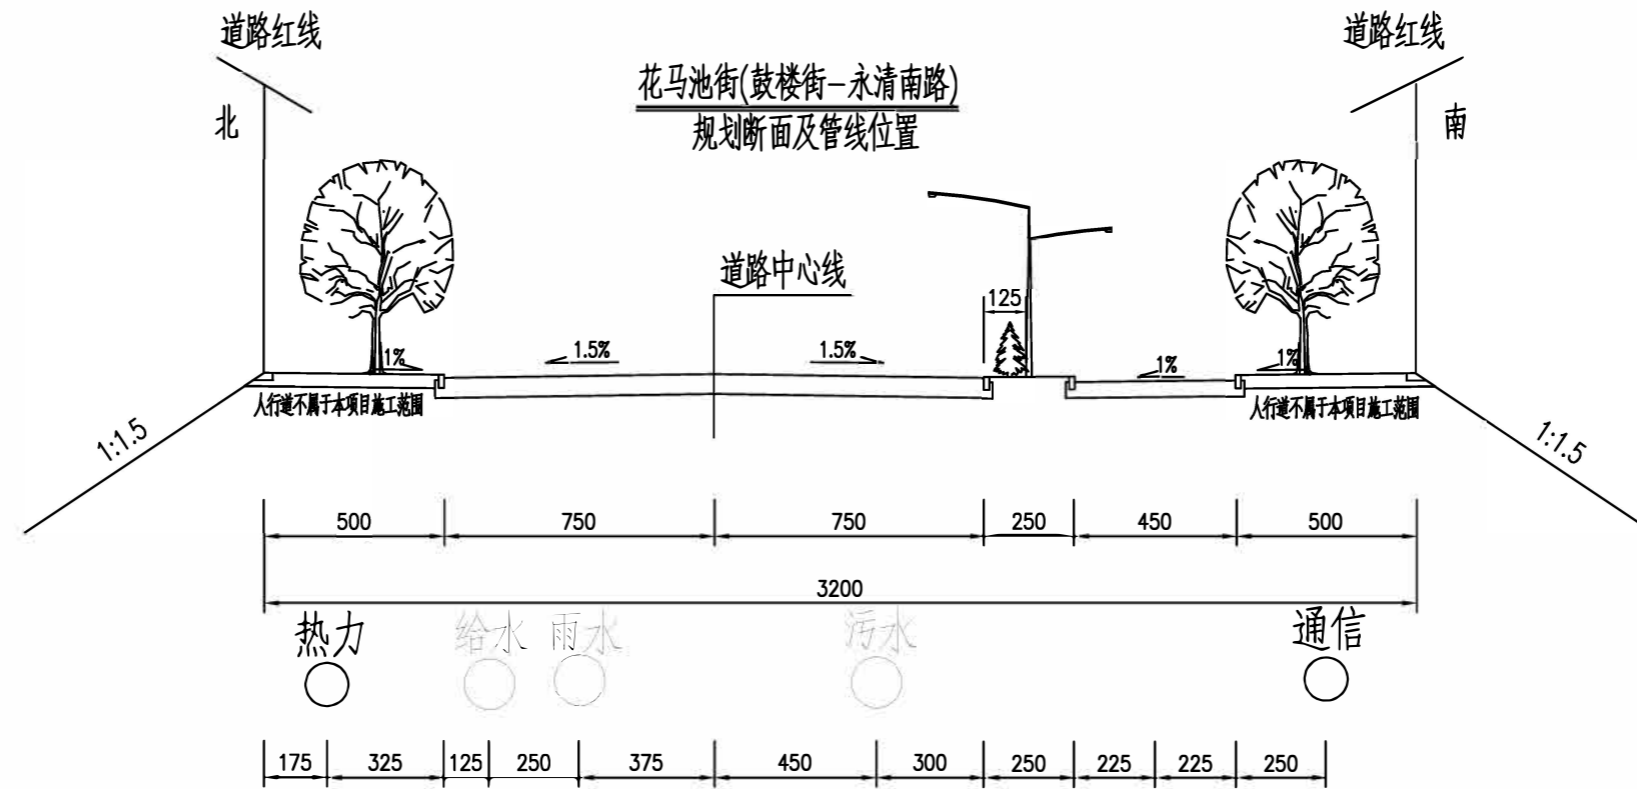 道路红线
道路红线
花马池街(鼓楼街-永清南路)
规划断面及管线位置
北
南
道路中心线
125
1%
1.5%
1.5%
1%
1%
人行道不属于本项目施工范围
人行道不属于本项目施工范围
1:1.5
1:1.5
500 750 750 250 450 500
3200
热力 给水 雨水 污水 通信
175 325 125 250 375 450 300 250 225 225 250